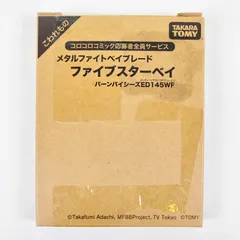 こわれもの
TAKARA
TOMY
コロコロコミック応募者全員サービス
メタルファイトベイブレード
ファイブスターベイ
バーンバイシーズED145WF
©Takafumi Adachi, MFBBProject, TV Tokyo ©TOMY